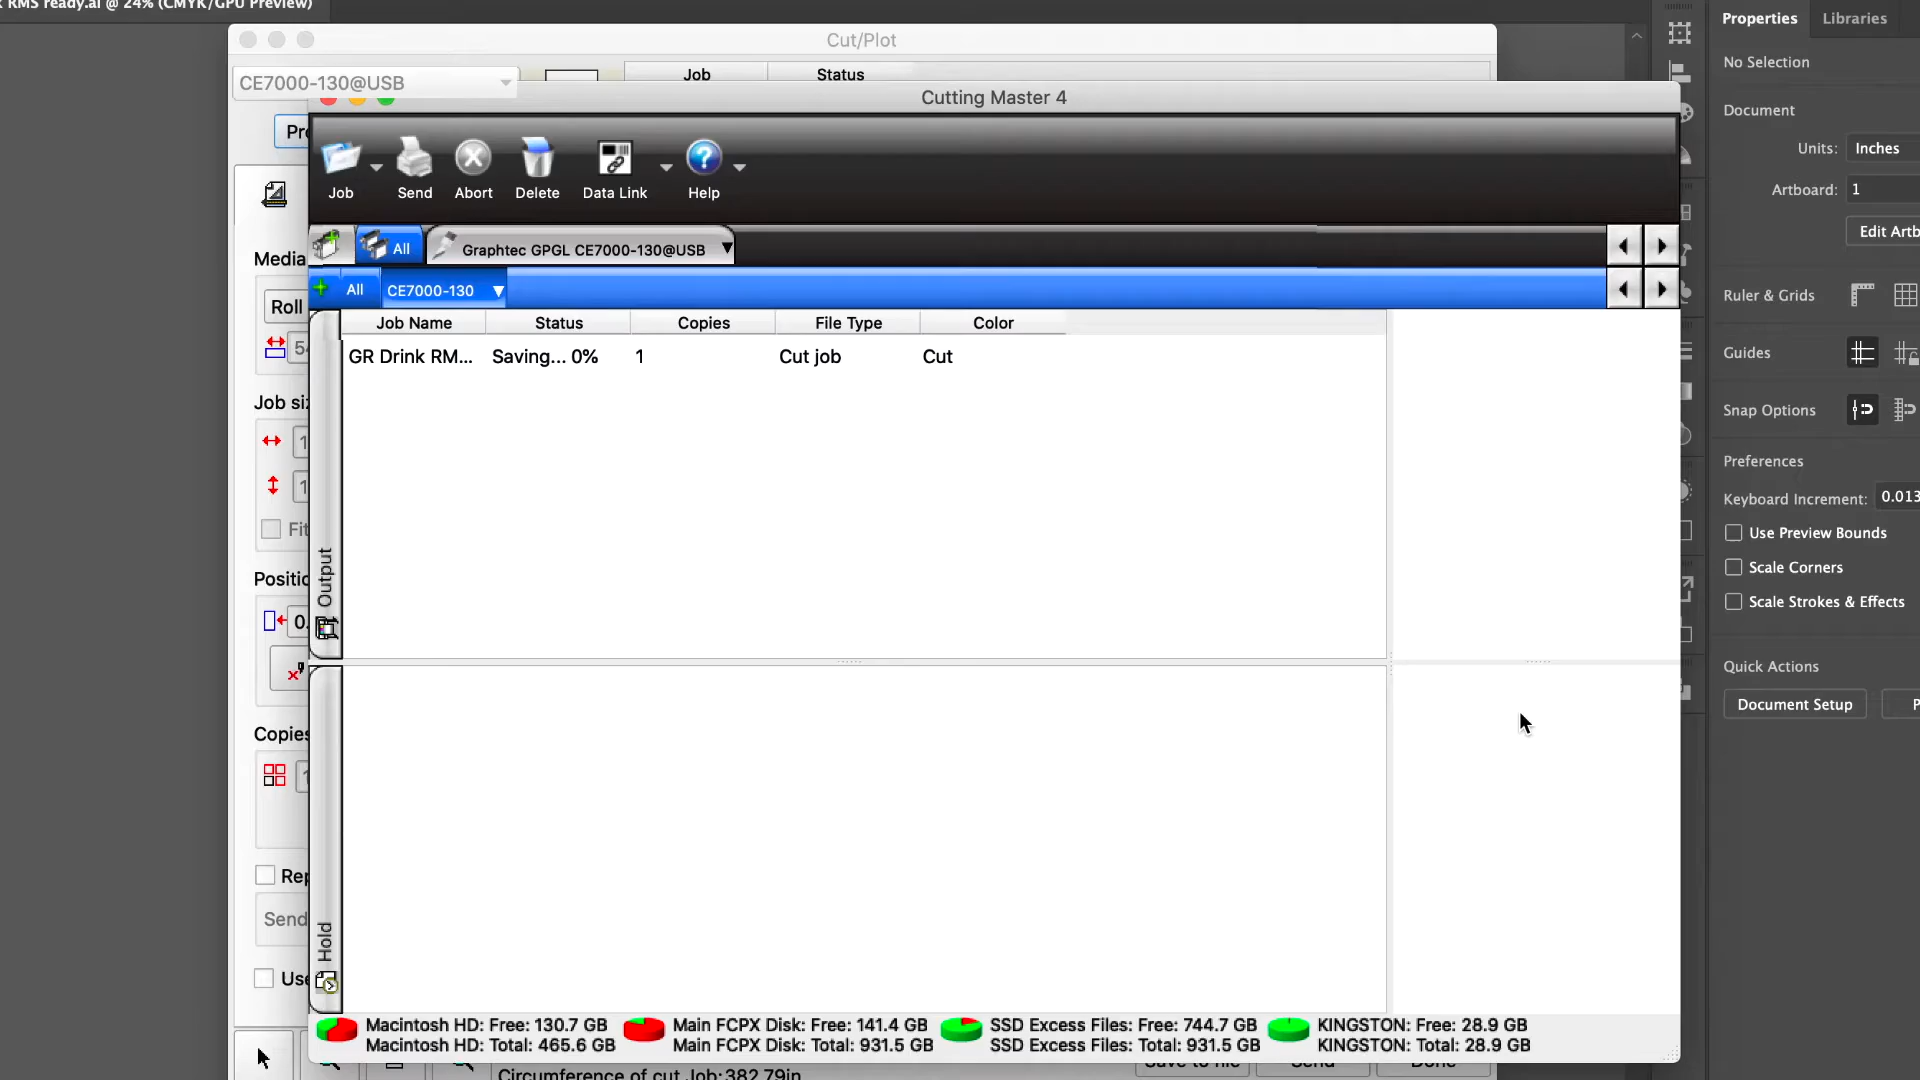 RMS ready.ai @ 24% (CMYK/GPU Preview)
Cut/Plot
CE7000-130@USB
Job
Status
Cutting Master 4
Job
Send
Abort
Delete
Data Link
Help
All
Graphtec GPGL CE7000-130@USB
All
CE7000-130
Job Name
Status
Copies
File Type
Color
GR Drink RM...
Saving... 0%
1
Cut job
Cut
Output
Hold
Media
Roll
Copies
Macintosh HD: Free: 130.7 GB
Macintosh HD: Total: 465.6 GB
Main FCPX Disk: Free: 141.4 GB
Main FCPX Disk: Total: 931.5 GB
SSD Excess Files: Free: 744.7 GB
SSD Excess Files: Total: 931.5 GB
KINGSTON: Free: 28.9 GB
KINGSTON: Total: 28.9 GB
Circumference of cut Job:382.79in
Save to file
Send
Done
Properties
Libraries
No Selection
Document
Units:
Inches
Artboard:
1
Edit Artb
Ruler & Grids
Guides
Snap Options
Preferences
Keyboard Increment:
0.013
Use Preview Bounds
Scale Corners
Scale Strokes & Effects
Quick Actions
Document Setup
P